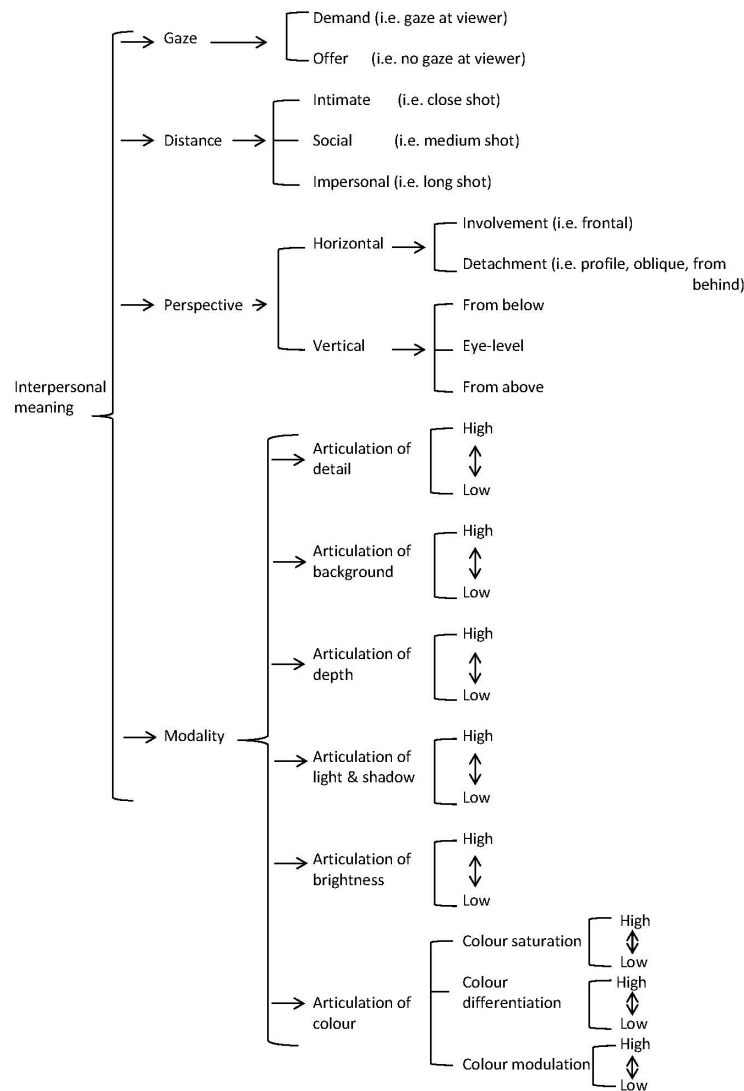 Gaze
Demand (i.e. gaze at viewer)
Offer (i.e. no gaze at viewer)
Distance
Intimate (i.e. close shot)
Social (i.e. medium shot)
Impersonal (i.e. long shot)
Perspective
Horizontal
Involvement (i.e. frontal)
Detachment (i.e. profile, oblique, from
behind)
Vertical
From below
Eye-level
From above
Interpersonal
meaning
Modality
Articulation of
detail
High
Low
Articulation of
background
High
Low
Articulation of
depth
High
Low
Articulation of
light & shadow
High
Low
Articulation of
brightness
High
Low
Articulation of
colour
Colour saturation
High
Low
Colour
differentiation
High
Low
Colour modulation
High
Low